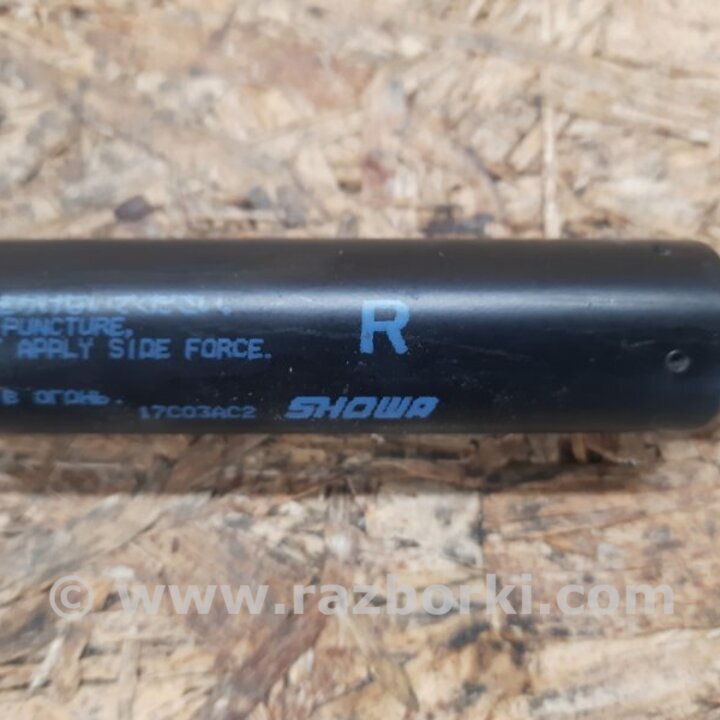 R
PUNCTURE,
APPLY SIDE FORCE.
в огонь.
17C03AC2 SHOWA
© www.razborki.com